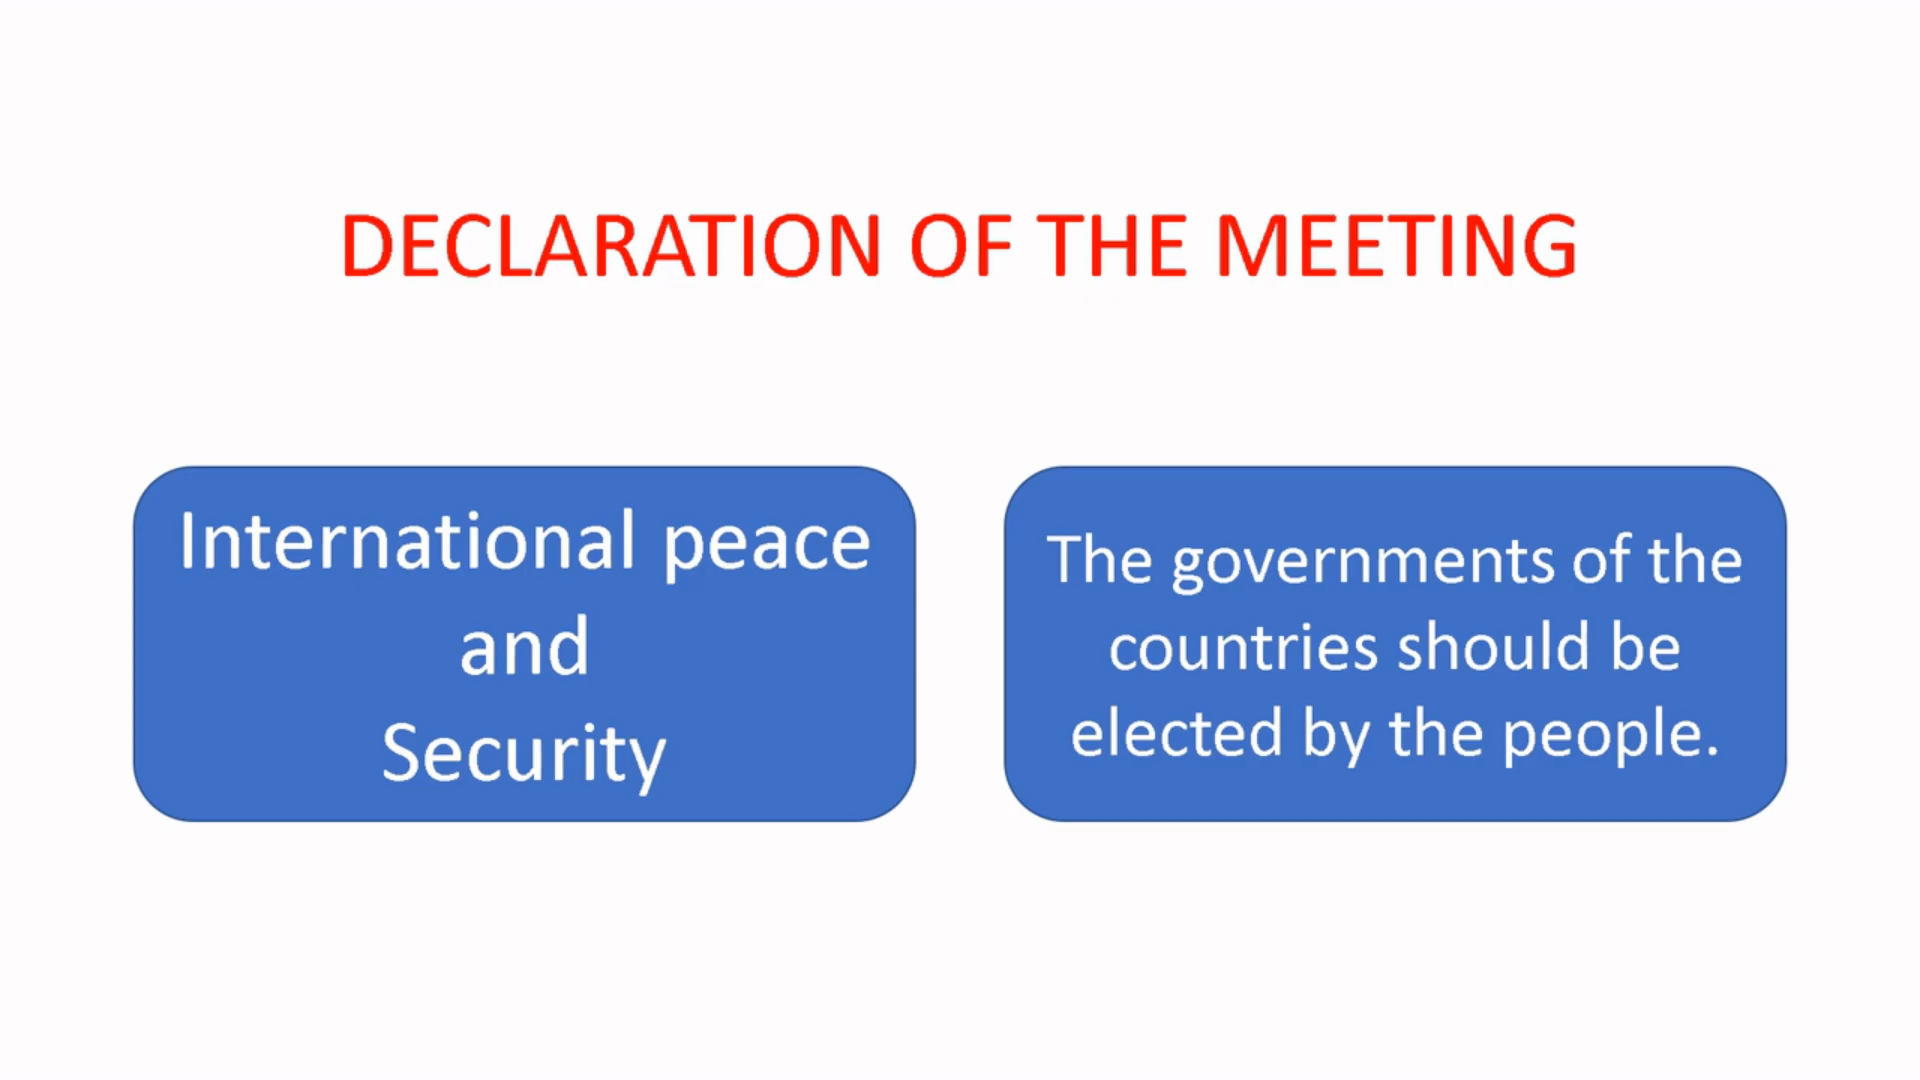 DECLARATION OF THE MEETING
International peace
and
Security
The governments of the
countries should be
elected by the people.